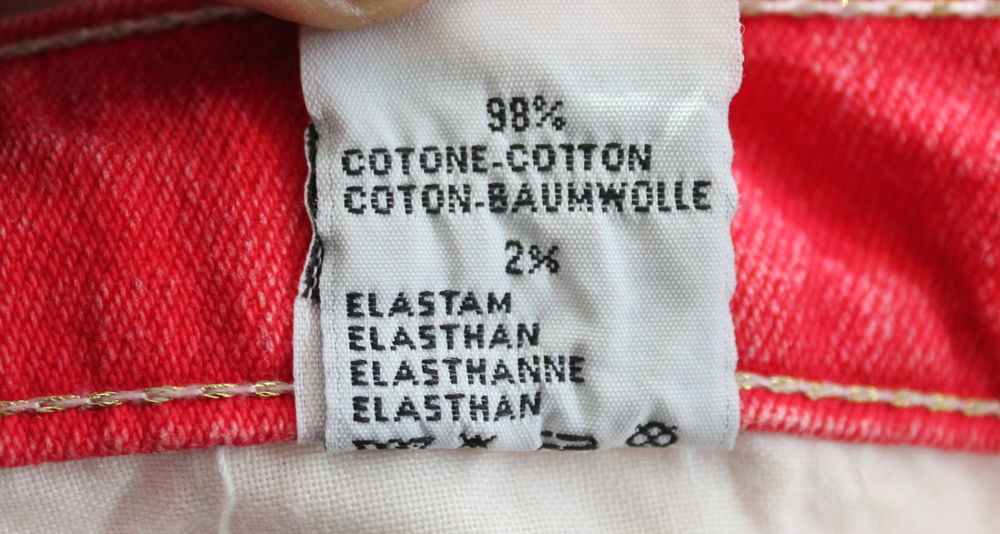 98%
COTONE-COTTON
COTON-BAUMWOLLE
2%
ELASTAM
ELASTHAN
ELASTHANNE
ELASTHAN